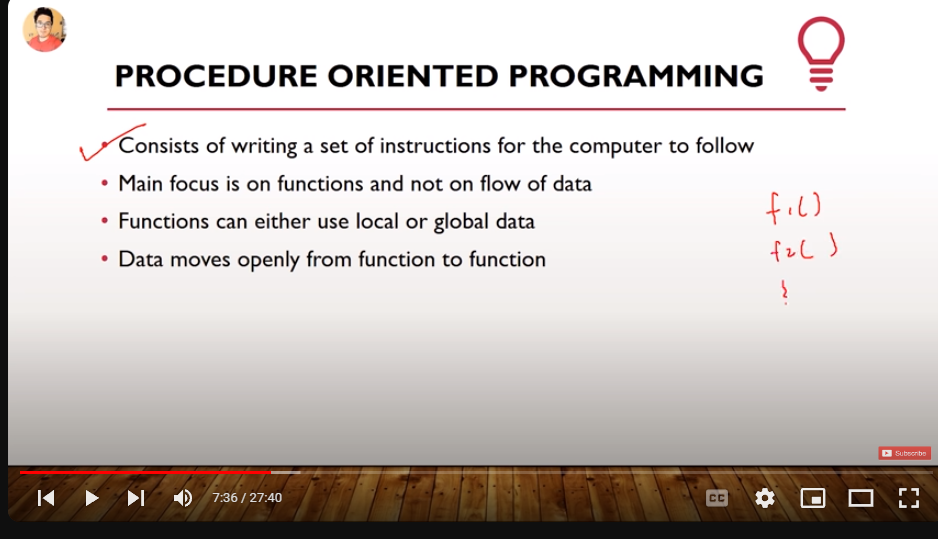 PROCEDURE ORIENTED PROGRAMMING
• Consists of writing a set of instructions for the computer to follow
• Main focus is on functions and not on flow of data
• Functions can either use local or global data
• Data moves openly from function to function
f1()
f2( )
Subscribe
7:36 / 27:40
CC